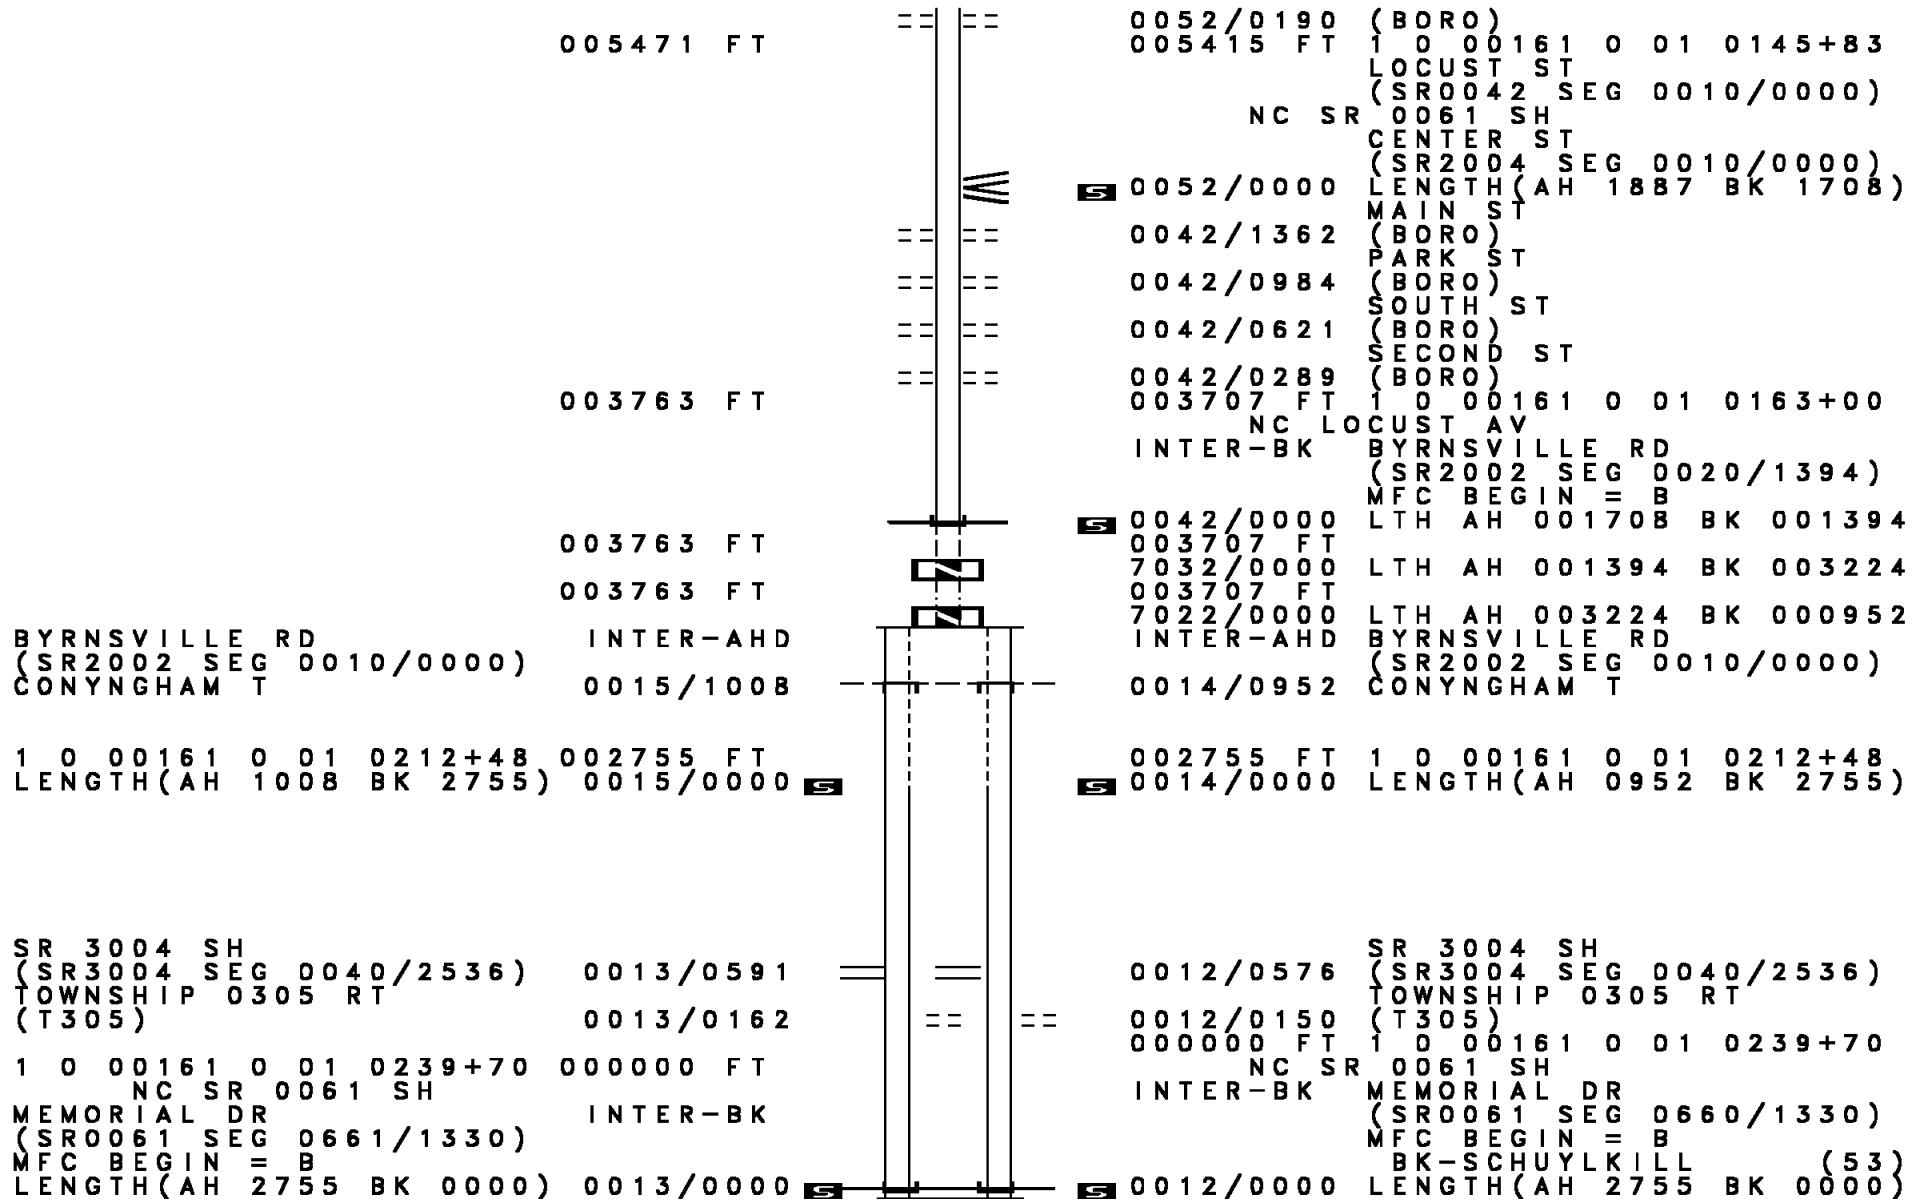 0052/0190 (BORO)
005471 FT 005415 FT 1 0 00161 0 01 0145+83
LOCUST ST
(SR0042 SEG 0010/0000)
NC SR 0061 SH
CENTER ST
(SR2004 SEG 0010/0000)
S 0052/0000 LENGTH(AH 1887 BK 1708)
MAIN ST
0042/1362 (BORO)
PARK ST
0042/0984 (BORO)
SOUTH ST
0042/0621 (BORO)
SECOND ST
0042/0289 (BORO)
003763 FT 003707 FT 1 0 00161 0 01 0163+00
NC LOCUST AV
INTER-BK BYRNSVILLE RD
(SR2002 SEG 0020/1394)
MFC BEGIN = B
S 0042/0000 LTH AH 001708 BK 001394
003763 FT 003707 FT
7032/0000 LTH AH 001394 BK 003224
003763 FT 003707 FT
7022/0000 LTH AH 003224 BK 000952
BYRNSVILLE RD INTER-AHD INTER-AHD BYRNSVILLE RD
(SR2002 SEG 0010/0000) (SR2002 SEG 0010/0000)
CONYNGHAM T 0015/1008 0014/0952 CONYNGHAM T
1 0 00161 0 01 0212+48 002755 FT 002755 FT 1 0 00161 0 01 0212+48
LENGTH(AH 1008 BK 2755) 0015/0000 S S 0014/0000 LENGTH(AH 0952 BK 2755)
SR 3004 SH SR 3004 SH
(SR3004 SEG 0040/2536) 0013/0591 0012/0576 (SR3004 SEG 0040/2536)
TOWNSHIP 0305 RT TOWNSHIP 0305 RT
(T305) 0013/0162 0012/0150 (T305)
000000 FT 1 0 00161 0 01 0239+70
1 0 00161 0 01 0239+70 000000 FT NC SR 0061 SH
NC SR 0061 SH INTER-BK MEMORIAL DR
MEMORIAL DR INTER-BK (SR0061 SEG 0660/1330)
(SR0061 SEG 0661/1330) MFC BEGIN = B
MFC BEGIN = B BK-SCHUYLKILL (53)
LENGTH(AH 2755 BK 0000) 0013/0000 S S 0012/0000 LENGTH(AH 2755 BK 0000)